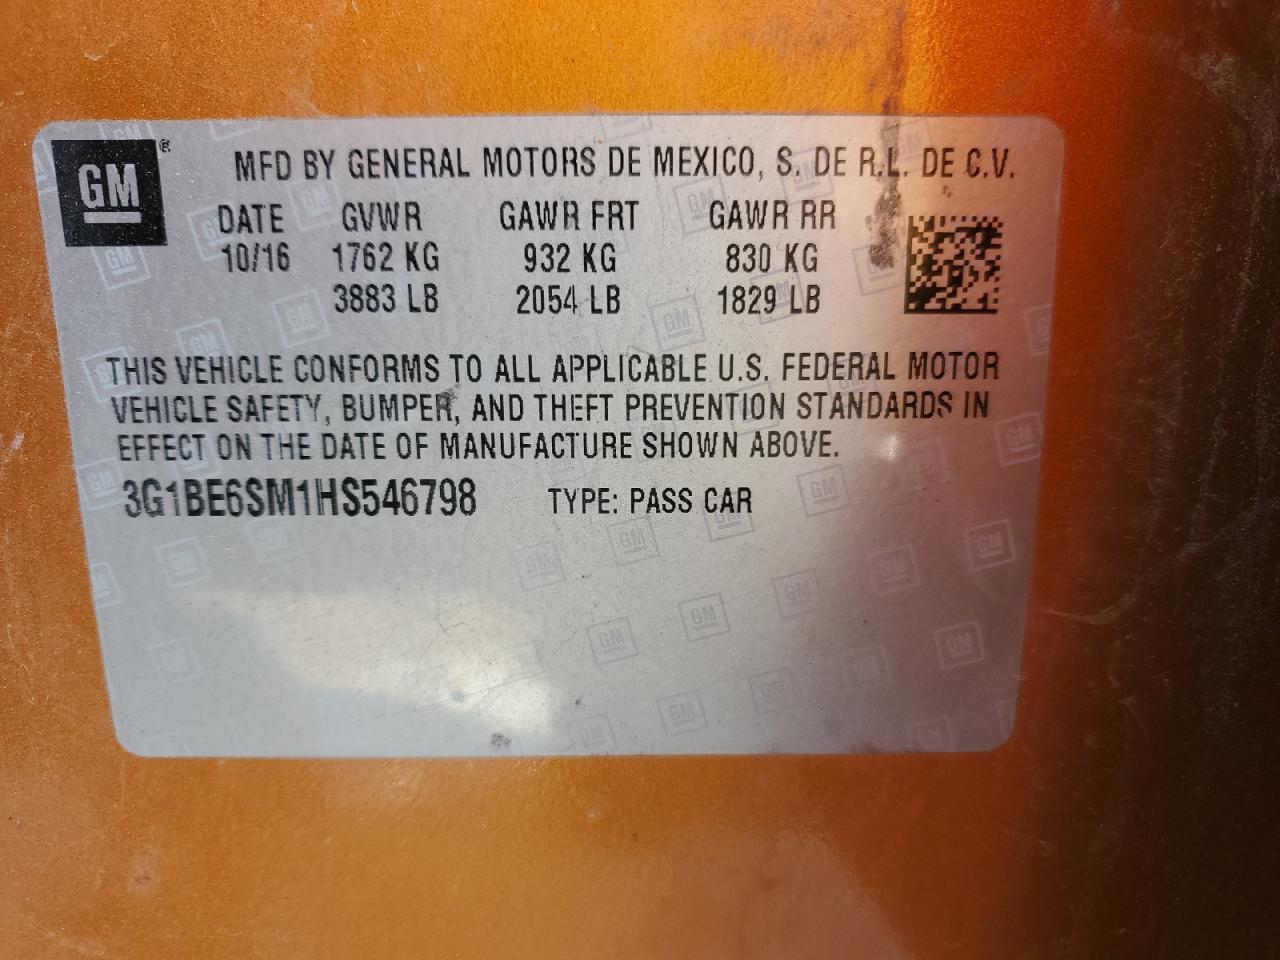 GM®
MFD BY GENERAL MOTORS DE MEXICO, S. DE R.L. DE C.V.
DATE GVWR GAWR FRT GAWR RR
10/16 1762 KG 932 KG 830 KG
3883 LB 2054 LB 1829 LB
THIS VEHICLE CONFORMS TO ALL APPLICABLE U.S. FEDERAL MOTOR
VEHICLE SAFETY, BUMPER, AND THEFT PREVENTION STANDARDS IN
EFFECT ON THE DATE OF MANUFACTURE SHOWN ABOVE.
3G1BE6SM1HS546798 TYPE: PASS CAR